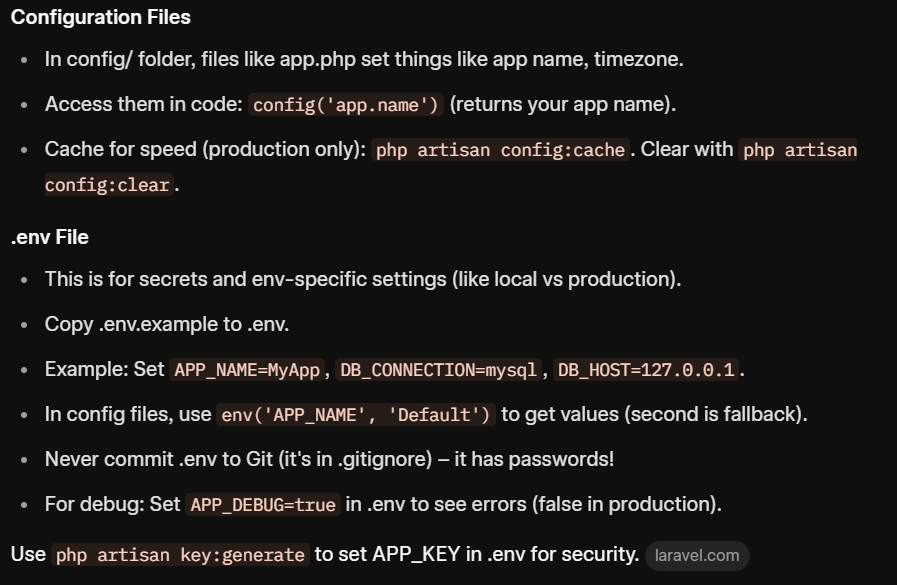 Configuration Files
• In config/ folder, files like app.php set things like app name, timezone.
• Access them in code: config('app.name') (returns your app name).
• Cache for speed (production only): php artisan config:cache . Clear with php artisan
config:clear .
.env File
• This is for secrets and env-specific settings (like local vs production).
• Copy .env.example to .env.
• Example: Set APP_NAME=MyApp , DB_CONNECTION=mysql , DB_HOST=127.0.0.1 .
• In config files, use env('APP_NAME', 'Default') to get values (second is fallback).
• Never commit .env to Git (it's in .gitignore) – it has passwords!
• For debug: Set APP_DEBUG=true in .env to see errors (false in production).
Use php artisan key:generate to set APP_KEY in .env for security. laravel.com